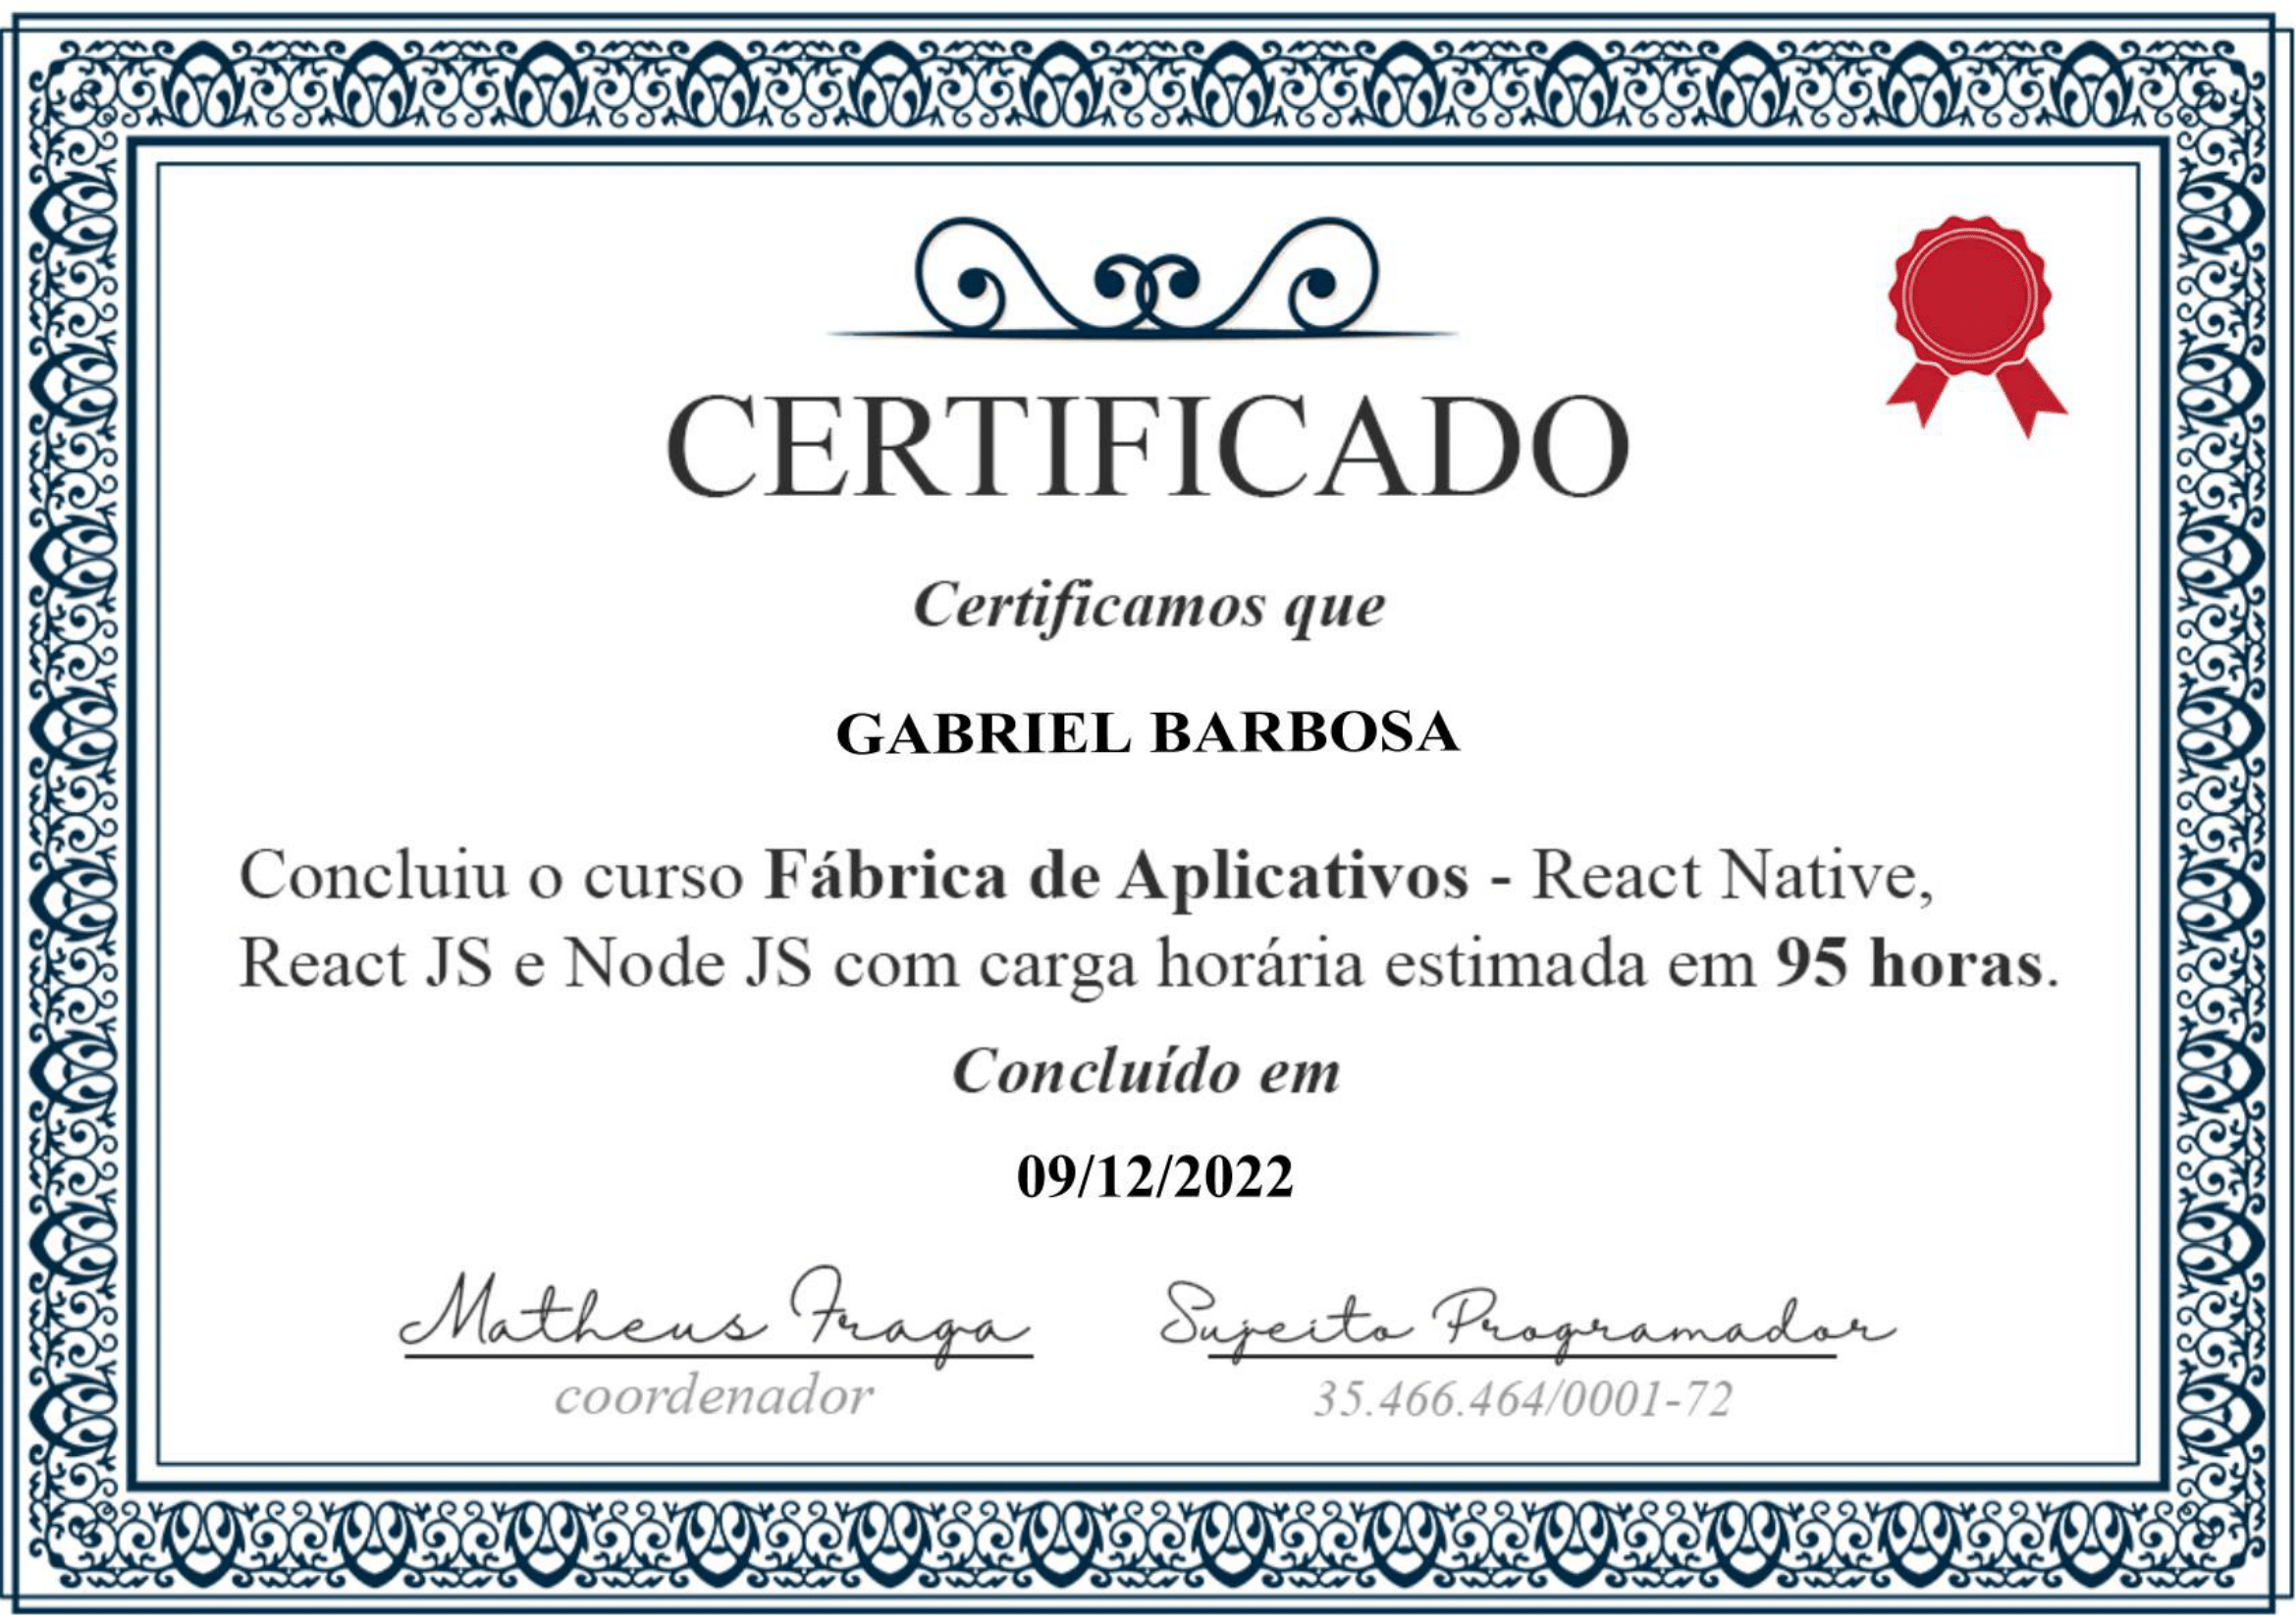 CERTIFICADO
Certificamos que
GABRIEL BARBOSA
Concluiu o curso Fábrica de Aplicativos - React Native,
React JS e Node JS com carga horária estimada em 95 horas.
Concluído em
09/12/2022
Matheus Fraga
coordenador
Sujeito Programador
35.466.464/0001-72